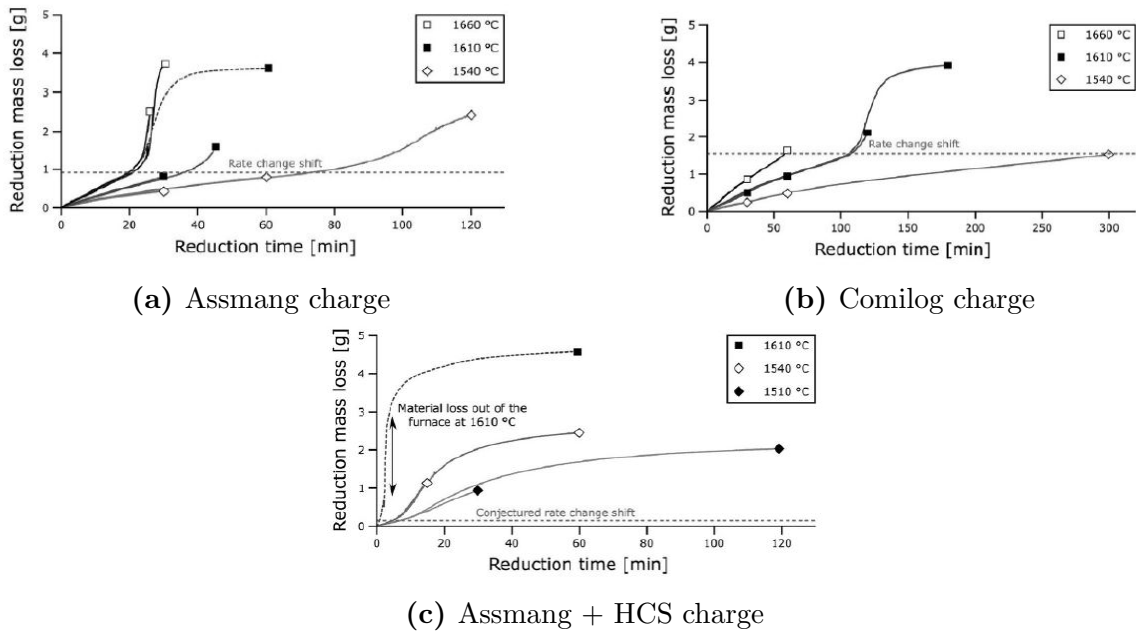 Reduction mass loss [g]
5
4
3
2
1
0
□ 1660 °C
■ 1610 °C
◇ 1540 °C
Rate change shift
0 20 40 60 80 100 120
Reduction time [min]
(a) Assmang charge
Reduction mass loss [g]
5
4
3
2
1
0
□ 1660 °C
■ 1610 °C
◇ 1540 °C
Rate change shift
0 50 100 150 200 250 300
Reduction time [min]
(b) Comilog charge
Reduction mass loss [g]
5
4
3
2
1
0
■ 1610 °C
◇ 1540 °C
◆ 1510 °C
Material loss out of the
furnace at 1610 °C
Conjectured rate change shift
0 20 40 60 80 100 120
Reduction time [min]
(c) Assmang + HCS charge